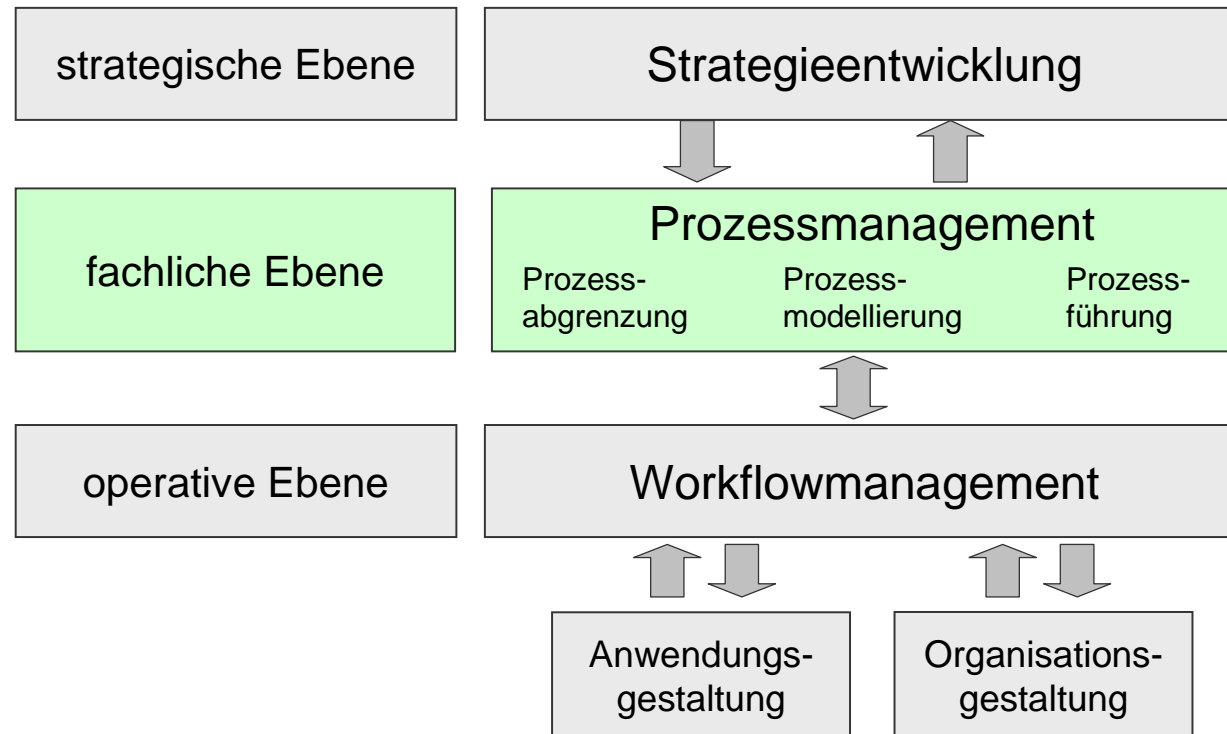 strategische Ebene
Strategieentwicklung
fachliche Ebene
Prozessmanagement
Prozess-
abgrenzung
Prozess-
modellierung
Prozess-
führung
operative Ebene
Workflowmanagement
Anwendungs-
gestaltung
Organisations-
gestaltung